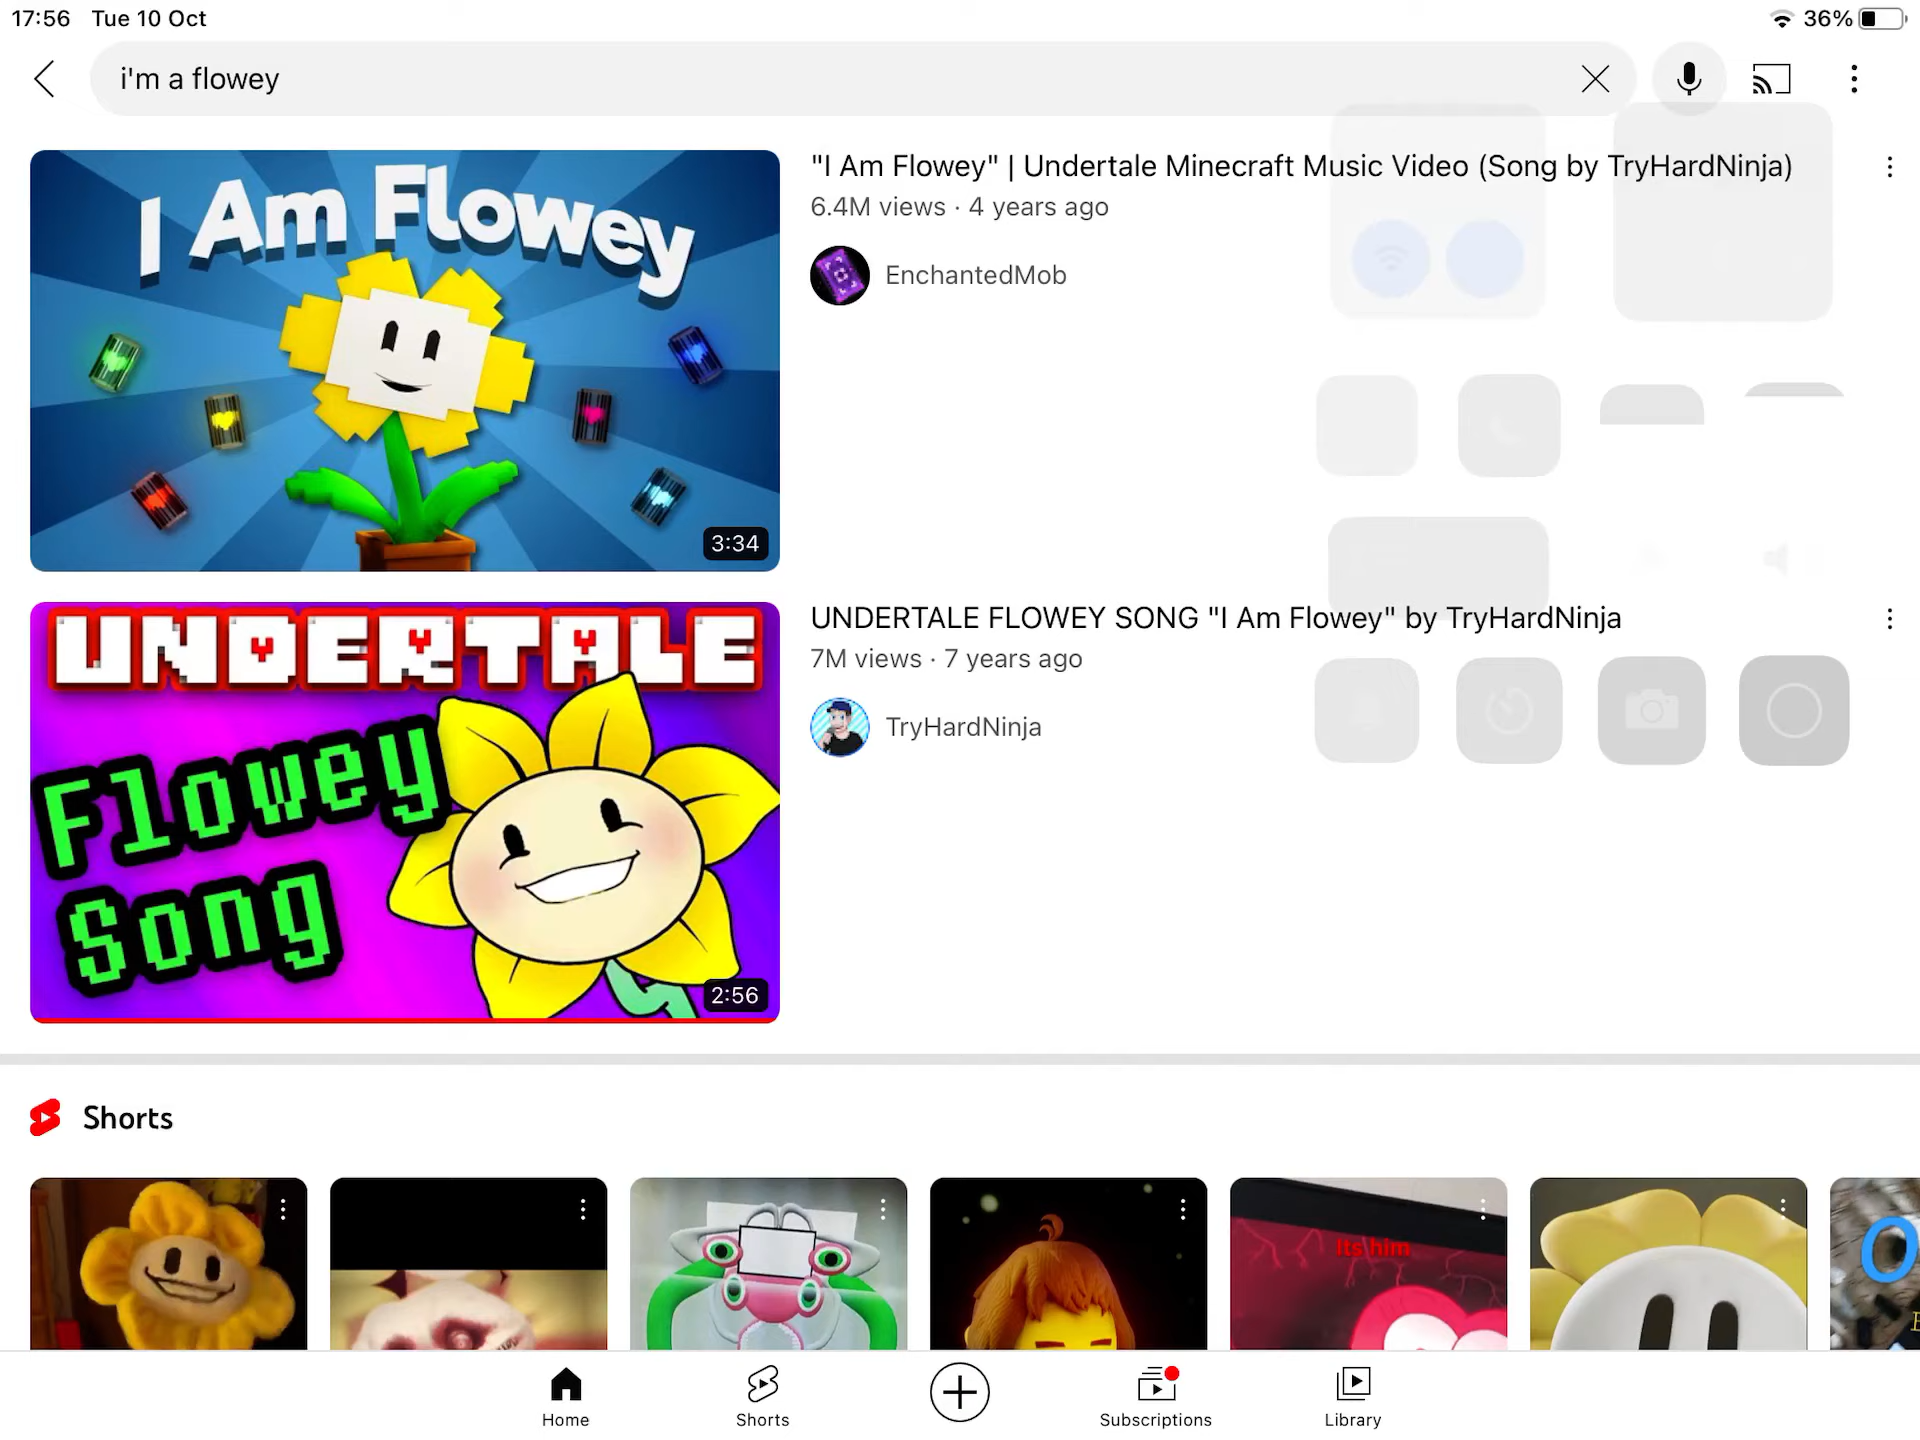 17:56 Tue 10 Oct
36%
i'm a flowey
I Am Flowey
3:34
"I Am Flowey" | Undertale Minecraft Music Video (Song by TryHardNinja)
6.4M views · 4 years ago
EnchantedMob
UNDERTALE
Flowey
Song
2:56
UNDERTALE FLOWEY SONG "I Am Flowey" by TryHardNinja
7M views · 7 years ago
TryHardNinja
Shorts
Its him
Home
Shorts
Subscriptions
Library